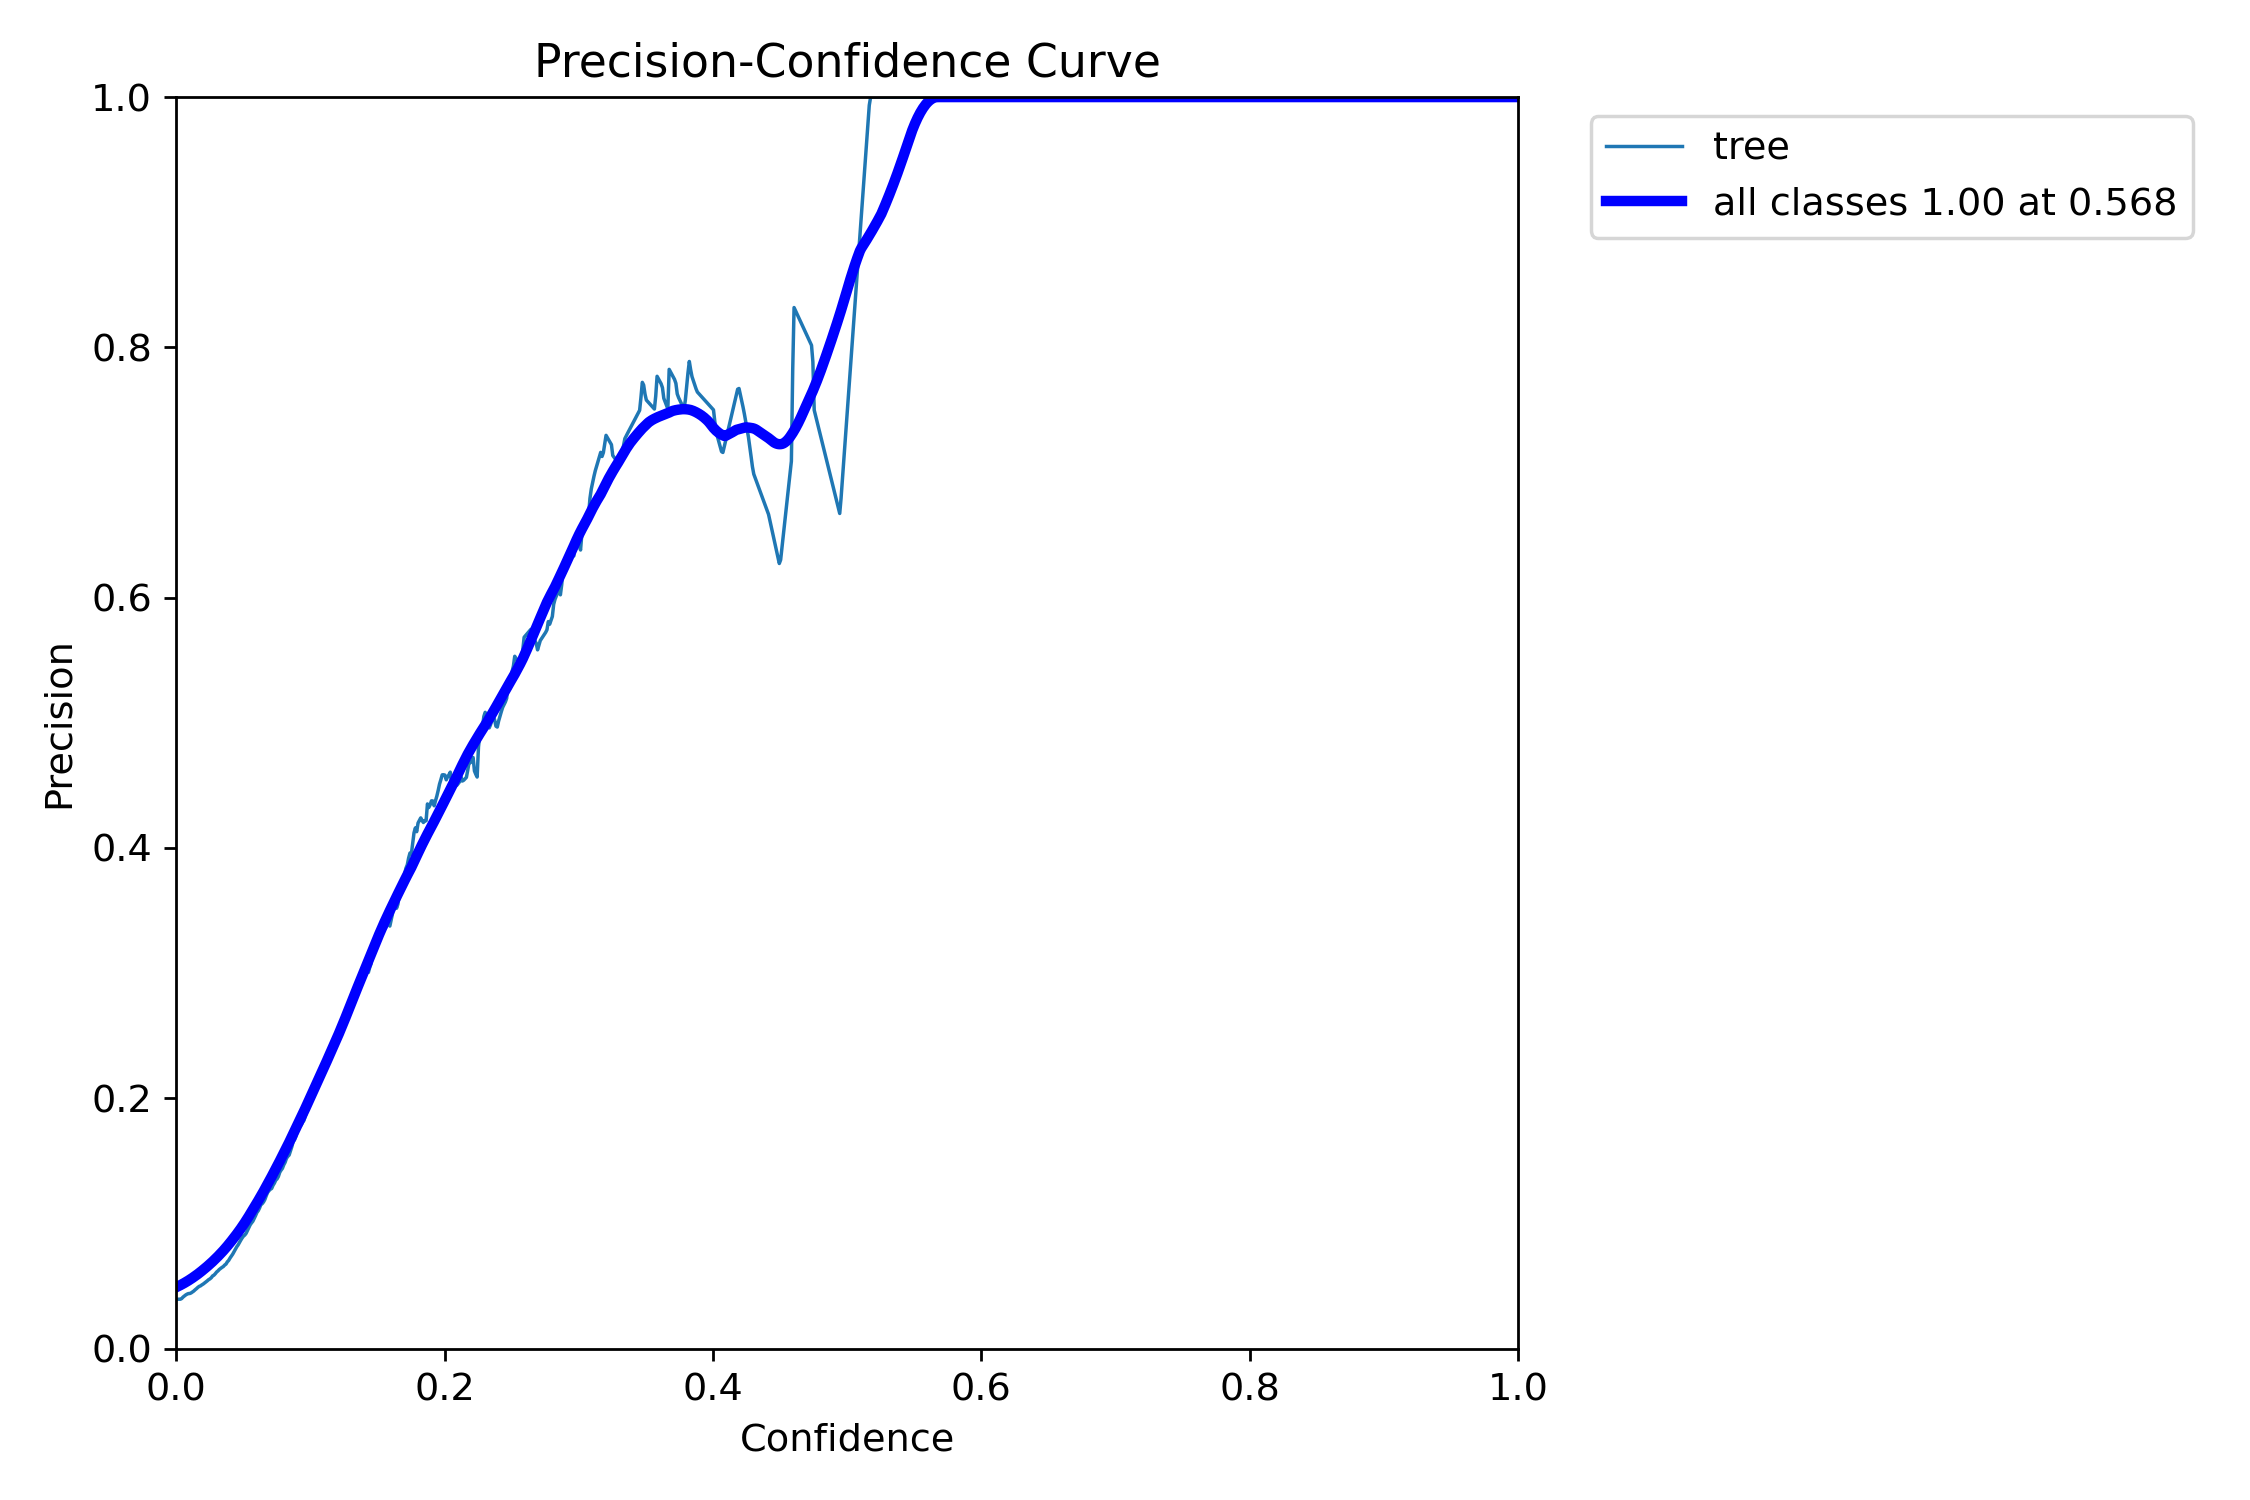 Precision-Confidence Curve
1.0
0.8
0.6
0.4
0.2
0.0
Precision
0.0 0.2 0.4 0.6 0.8 1.0
Confidence
tree
all classes 1.00 at 0.568